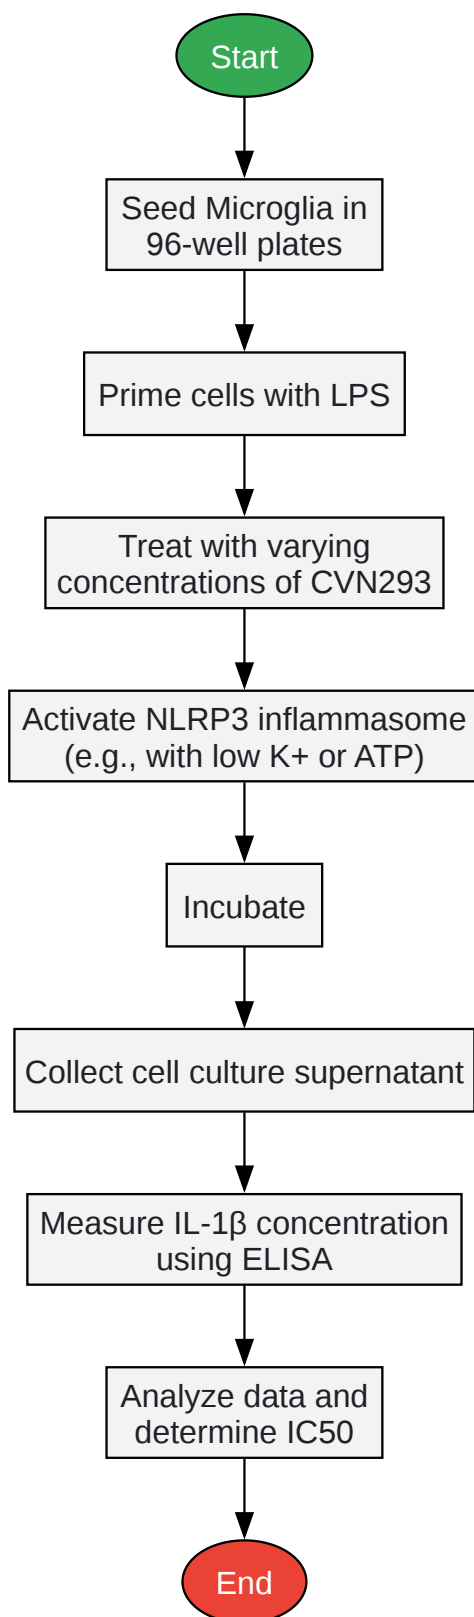 Start
Seed Microglia in
96-well plates
Prime cells with LPS
Treat with varying
concentrations of CVN293
Activate NLRP3 inflammasome
(e.g., with low K+ or ATP)
Incubate
Collect cell culture supernatant
Measure IL-1β concentration
using ELISA
Analyze data and
determine IC50
End